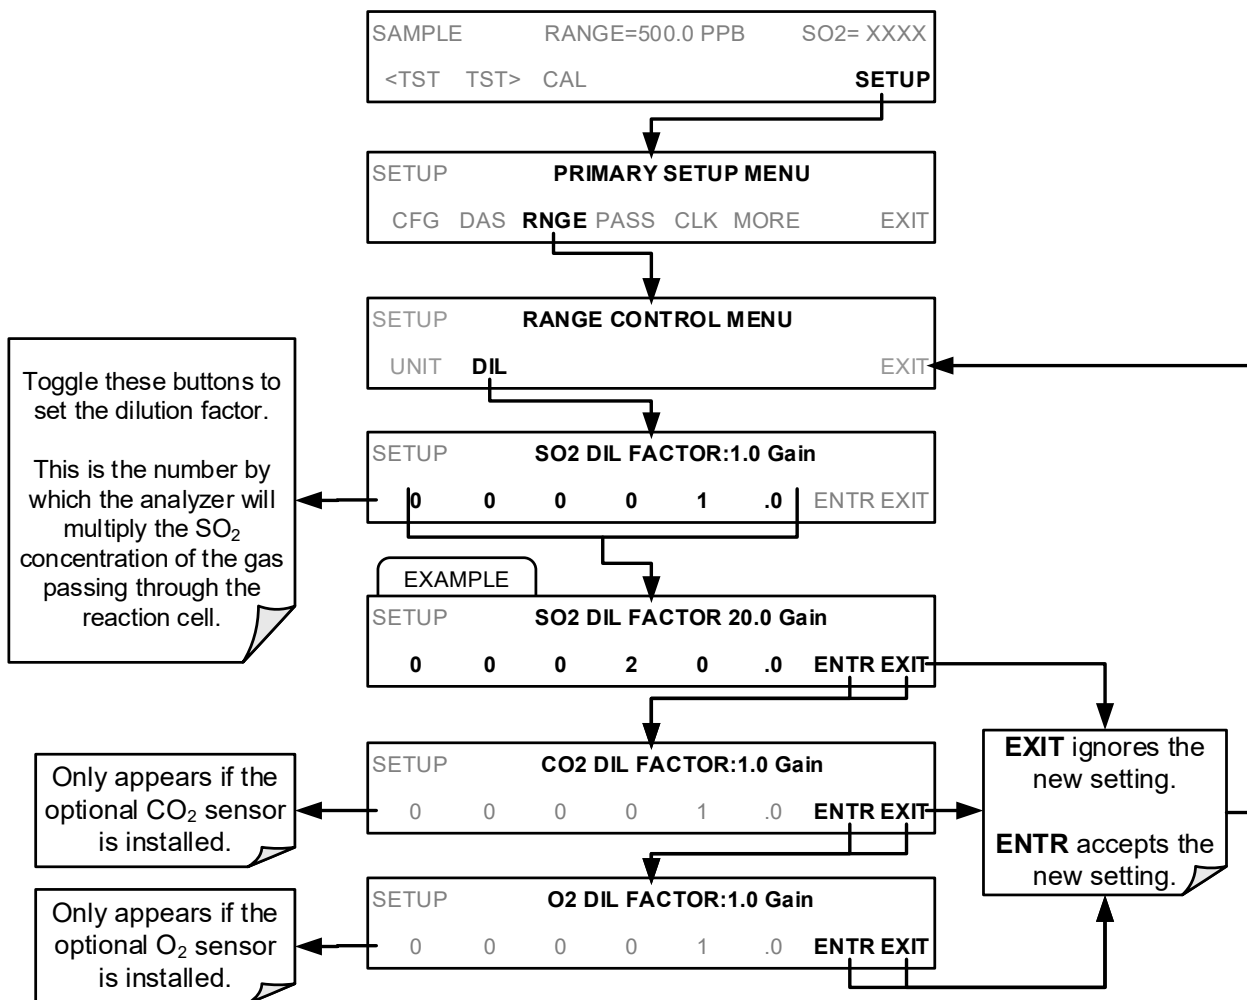 SAMPLE RANGE=500.0 PPB SO2= XXXX
<TST TST> CAL SETUP
SETUP PRIMARY SETUP MENU
CFG DAS RNGE PASS CLK MORE EXIT
SETUP RANGE CONTROL MENU
UNIT DIL EXIT
Toggle these buttons to
set the dilution factor.
This is the number by
which the analyzer will
multiply the SO₂
concentration of the gas
passing through the
reaction cell.
SETUP SO2 DIL FACTOR:1.0 Gain
0 0 0 0 1 .0 ENTR EXIT
EXAMPLE
SETUP SO2 DIL FACTOR 20.0 Gain
0 0 0 2 0 .0 ENTR EXIT
Only appears if the
optional CO₂ sensor
is installed.
SETUP CO2 DIL FACTOR:1.0 Gain
0 0 0 0 1 .0 ENTR EXIT
EXIT ignores the
new setting.
ENTR accepts the
new setting.
Only appears if the
optional O₂ sensor
is installed.
SETUP O2 DIL FACTOR:1.0 Gain
0 0 0 0 1 .0 ENTR EXIT